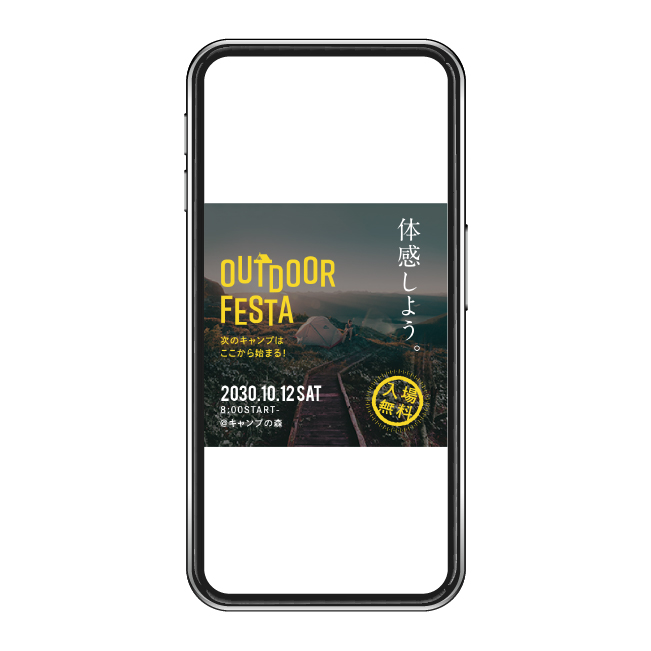 体感しよう。
OUTDOOR
FESTA
次のキャンプは
ここから始まる!
2030.10.12 SAT
8:00START-
@キャンプの森
入場
無料